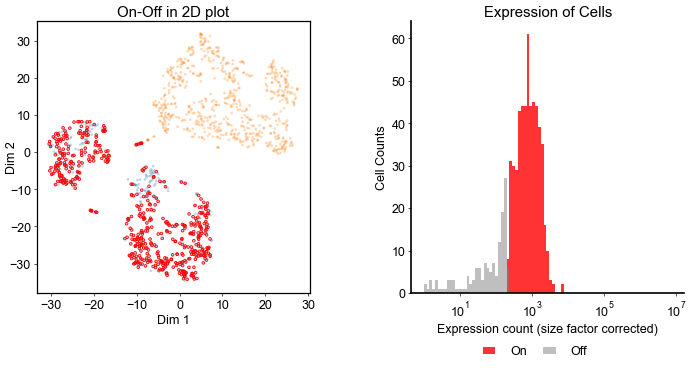 On-Off in 2D plot
Dim 2
30
20
10
0
−10
−20
−30
−30 −20 −10 0 10 20 30
Dim 1
Expression of Cells
Cell Counts
60
50
40
30
20
10
0
10^1 10^3 10^5 10^7
Expression count (size factor corrected)
On Off